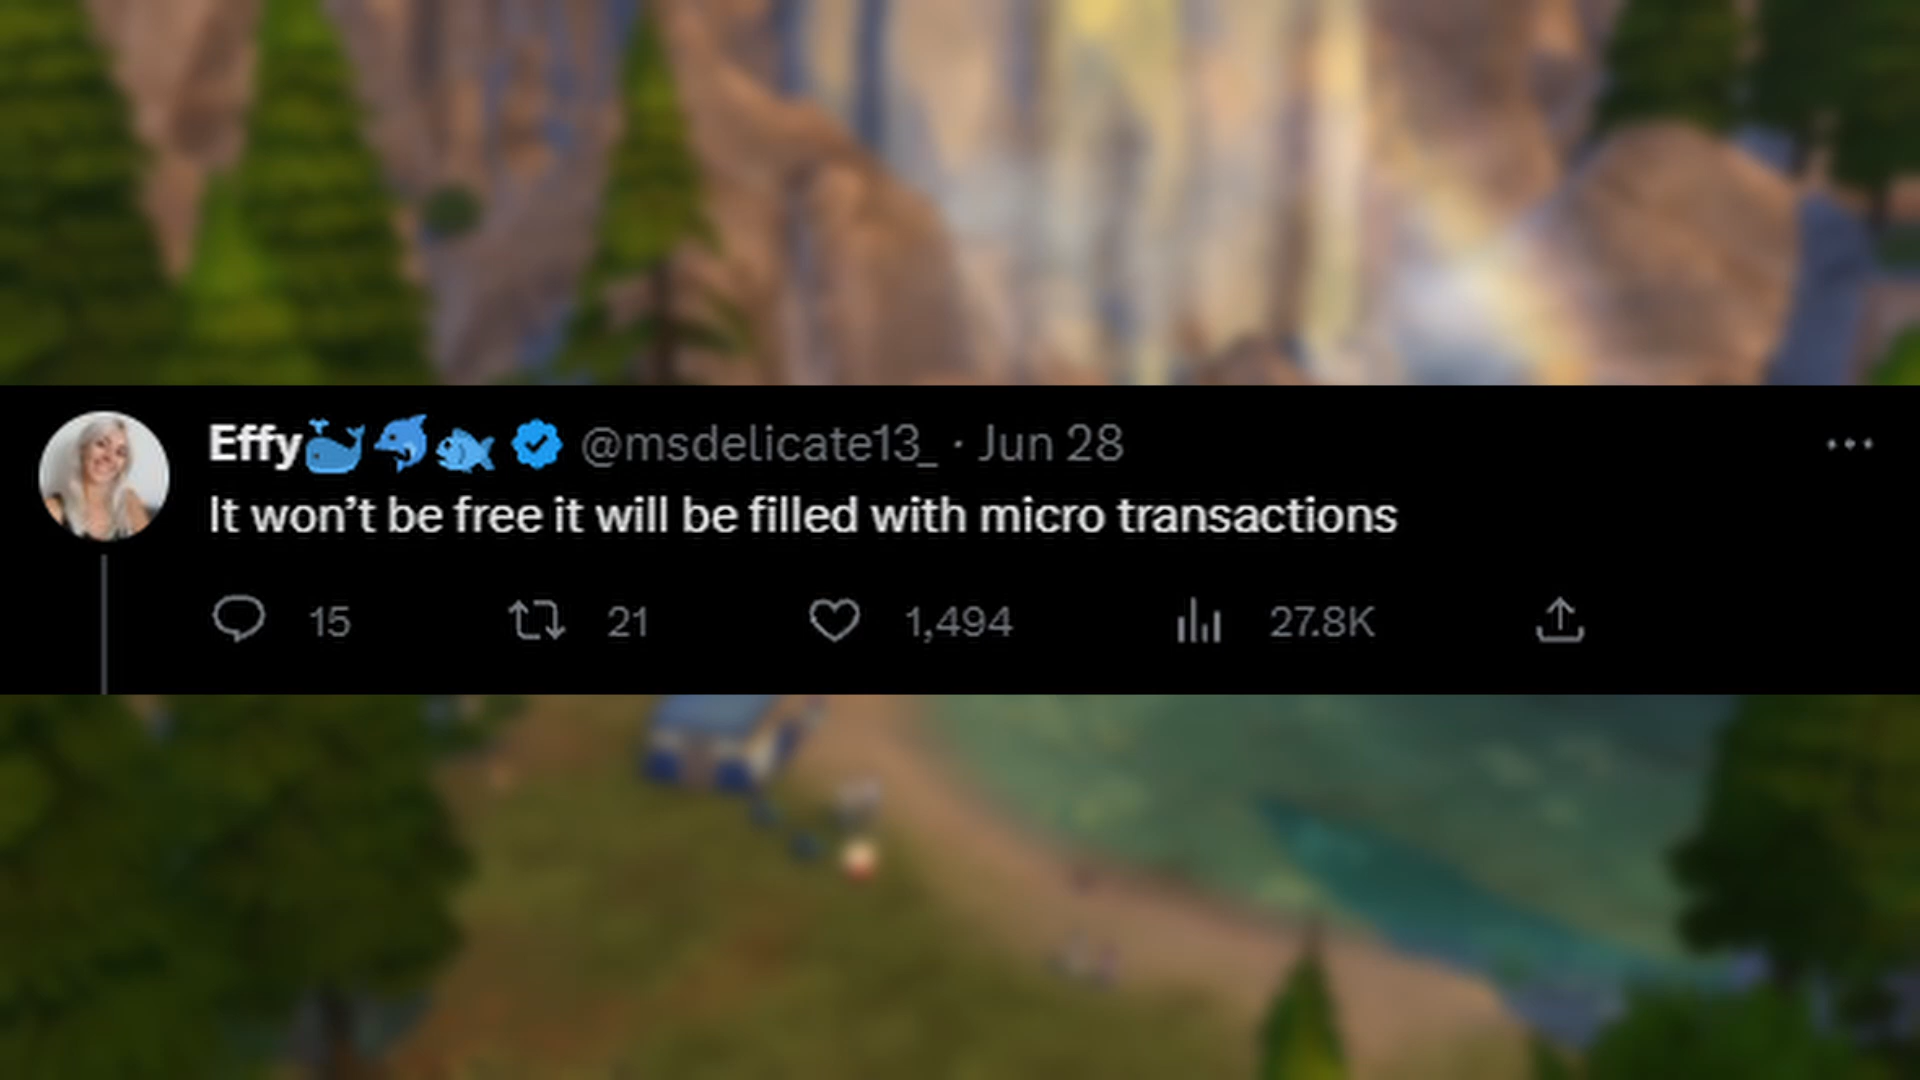 Effy🐳🐬🐟 @msdelicate13_ · Jun 28
It won’t be free it will be filled with micro transactions
15 21 1,494 27.8K